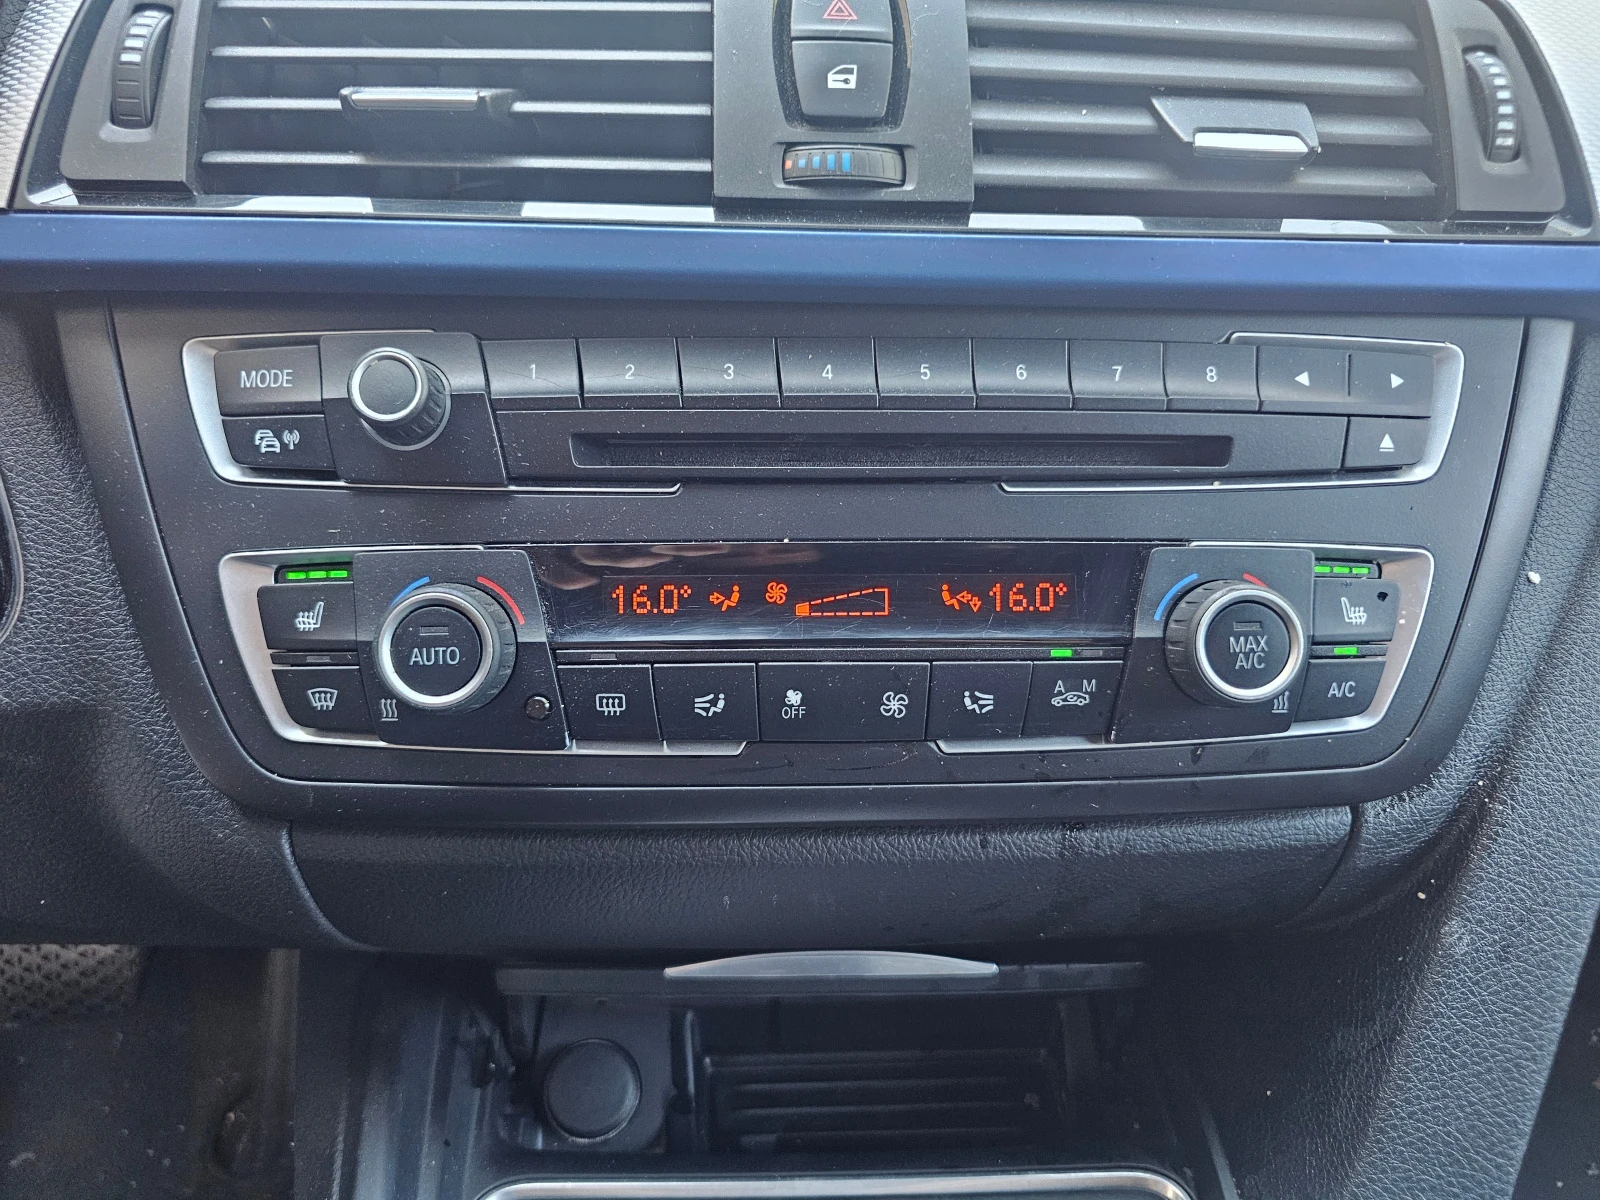 MODE
1 2 3 4 5 6 7 8
16.0° 16.0°
AUTO
MAX
A/C
OFF
A M
A/C